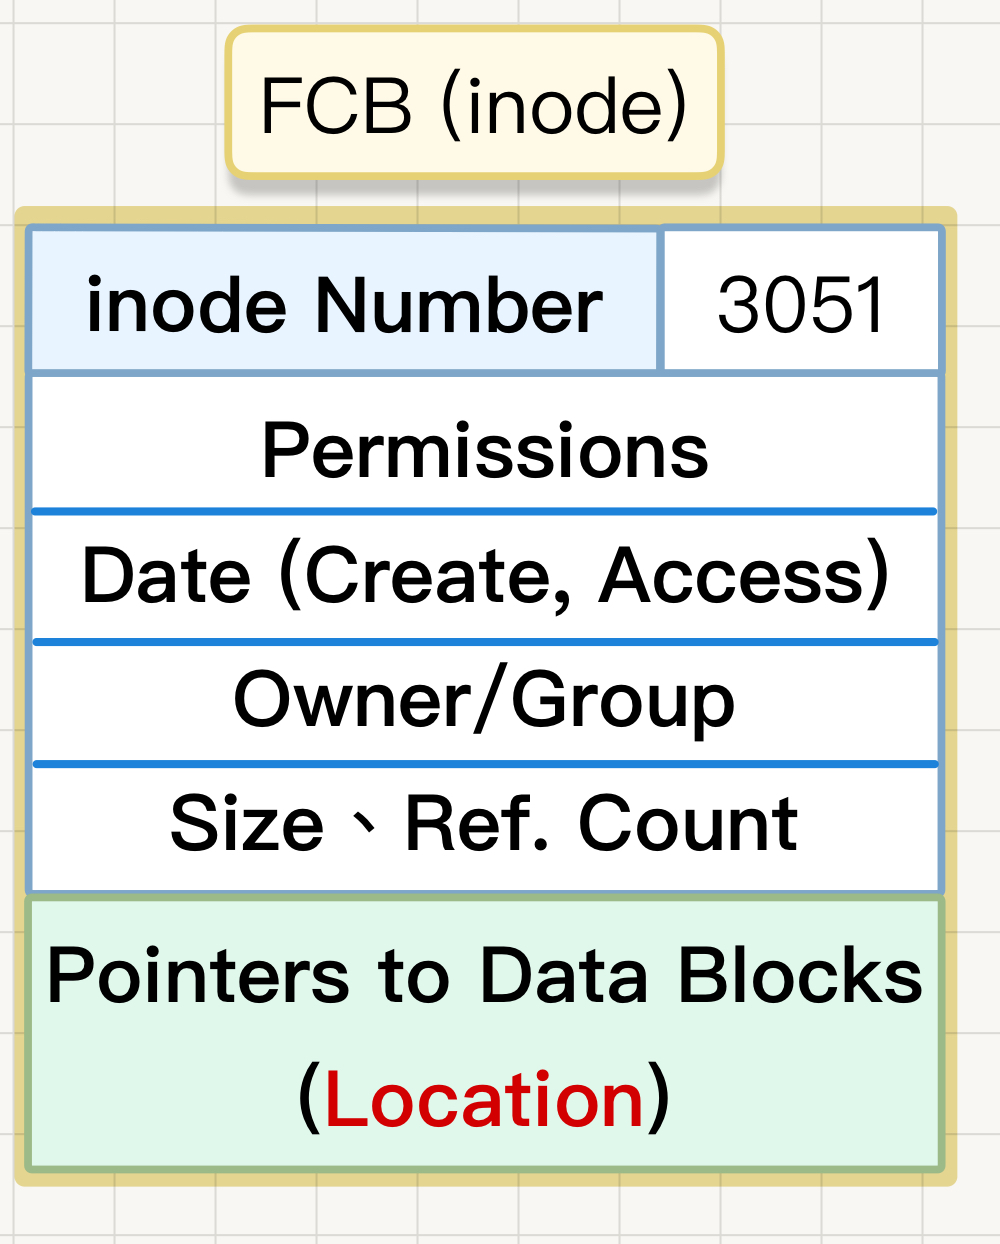 FCB (inode)
inode Number 3051
Permissions
Date (Create, Access)
Owner/Group
Size、Ref. Count
Pointers to Data Blocks
(Location)